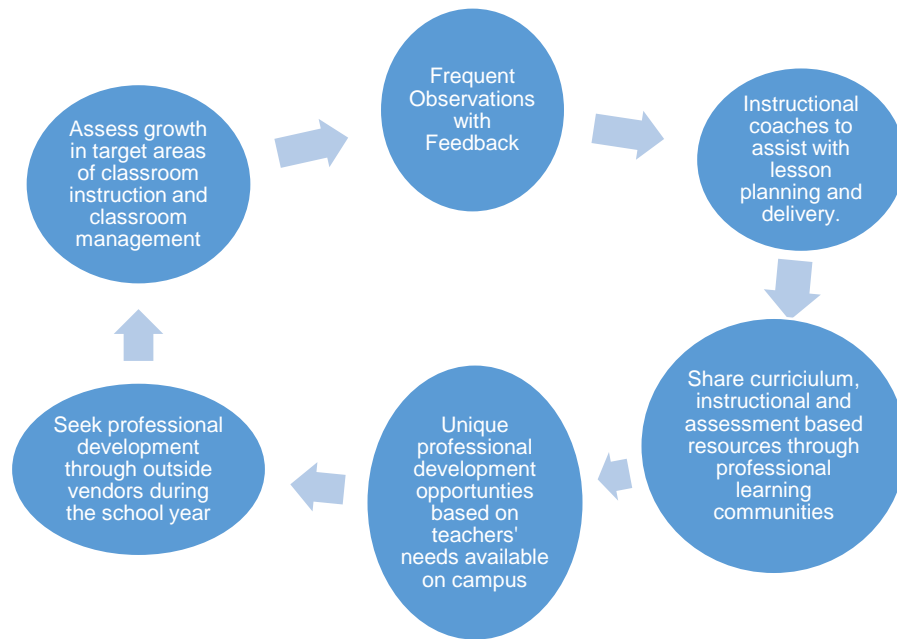 Frequent
Observations
with
Feedback
Instructional
coaches to
assist with
lesson
planning and
delivery.
Share curriciulum,
instructional and
assessment based
resources through
professional
learning
communities
Unique
professional
development
opportunties
based on
teachers'
needs available
on campus
Seek professional
development
through outside
vendors during
the school year
Assess growth
in target areas
of classroom
instruction and
classroom
management